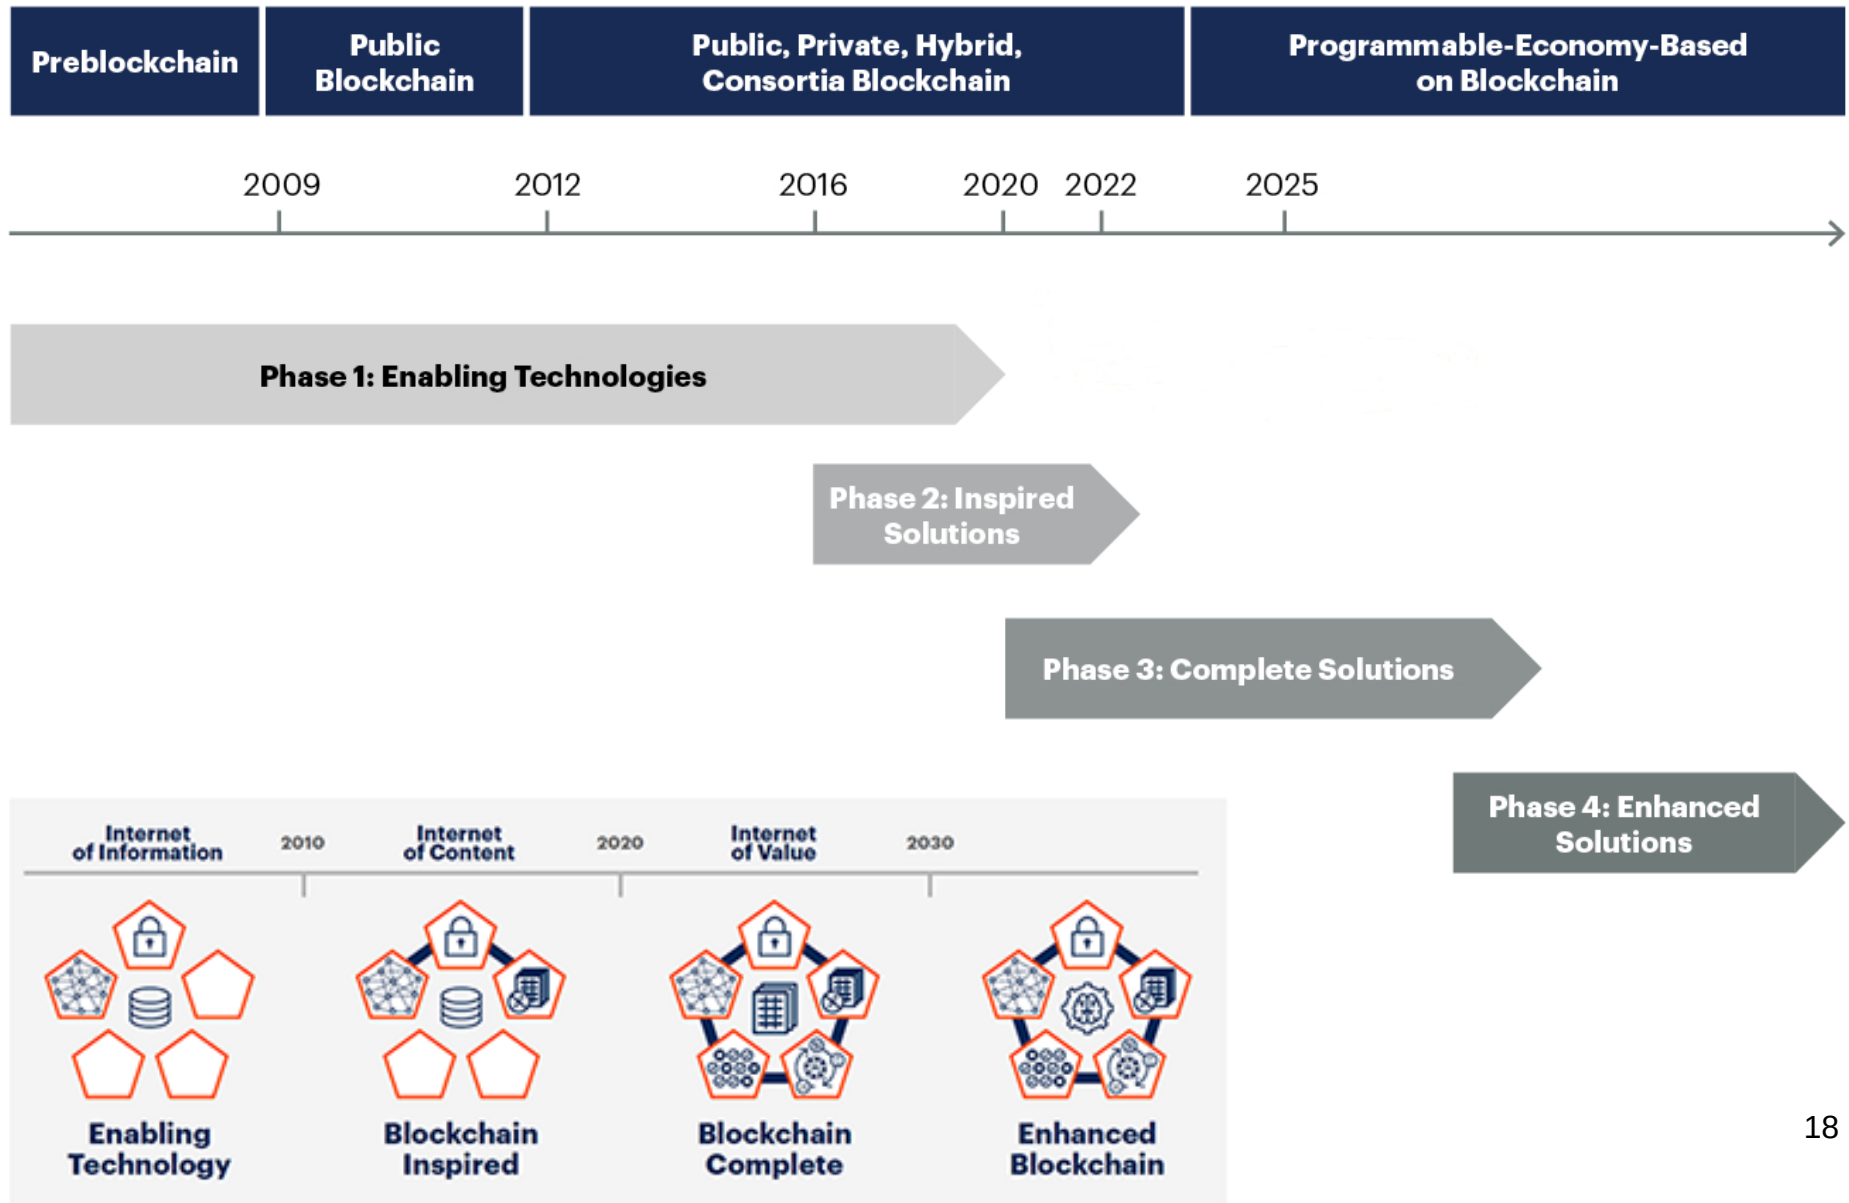 Preblockchain
Public
Blockchain
Public, Private, Hybrid,
Consortia Blockchain
Programmable-Economy-Based
on Blockchain
2009
2012
2016
2020
2022
2025
Phase 1: Enabling Technologies
Phase 2: Inspired
Solutions
Phase 3: Complete Solutions
Phase 4: Enhanced
Solutions
Internet
of Information
2010
Internet
of Content
2020
Internet
of Value
2030
Enabling
Technology
Blockchain
Inspired
Blockchain
Complete
Enhanced
Blockchain
18